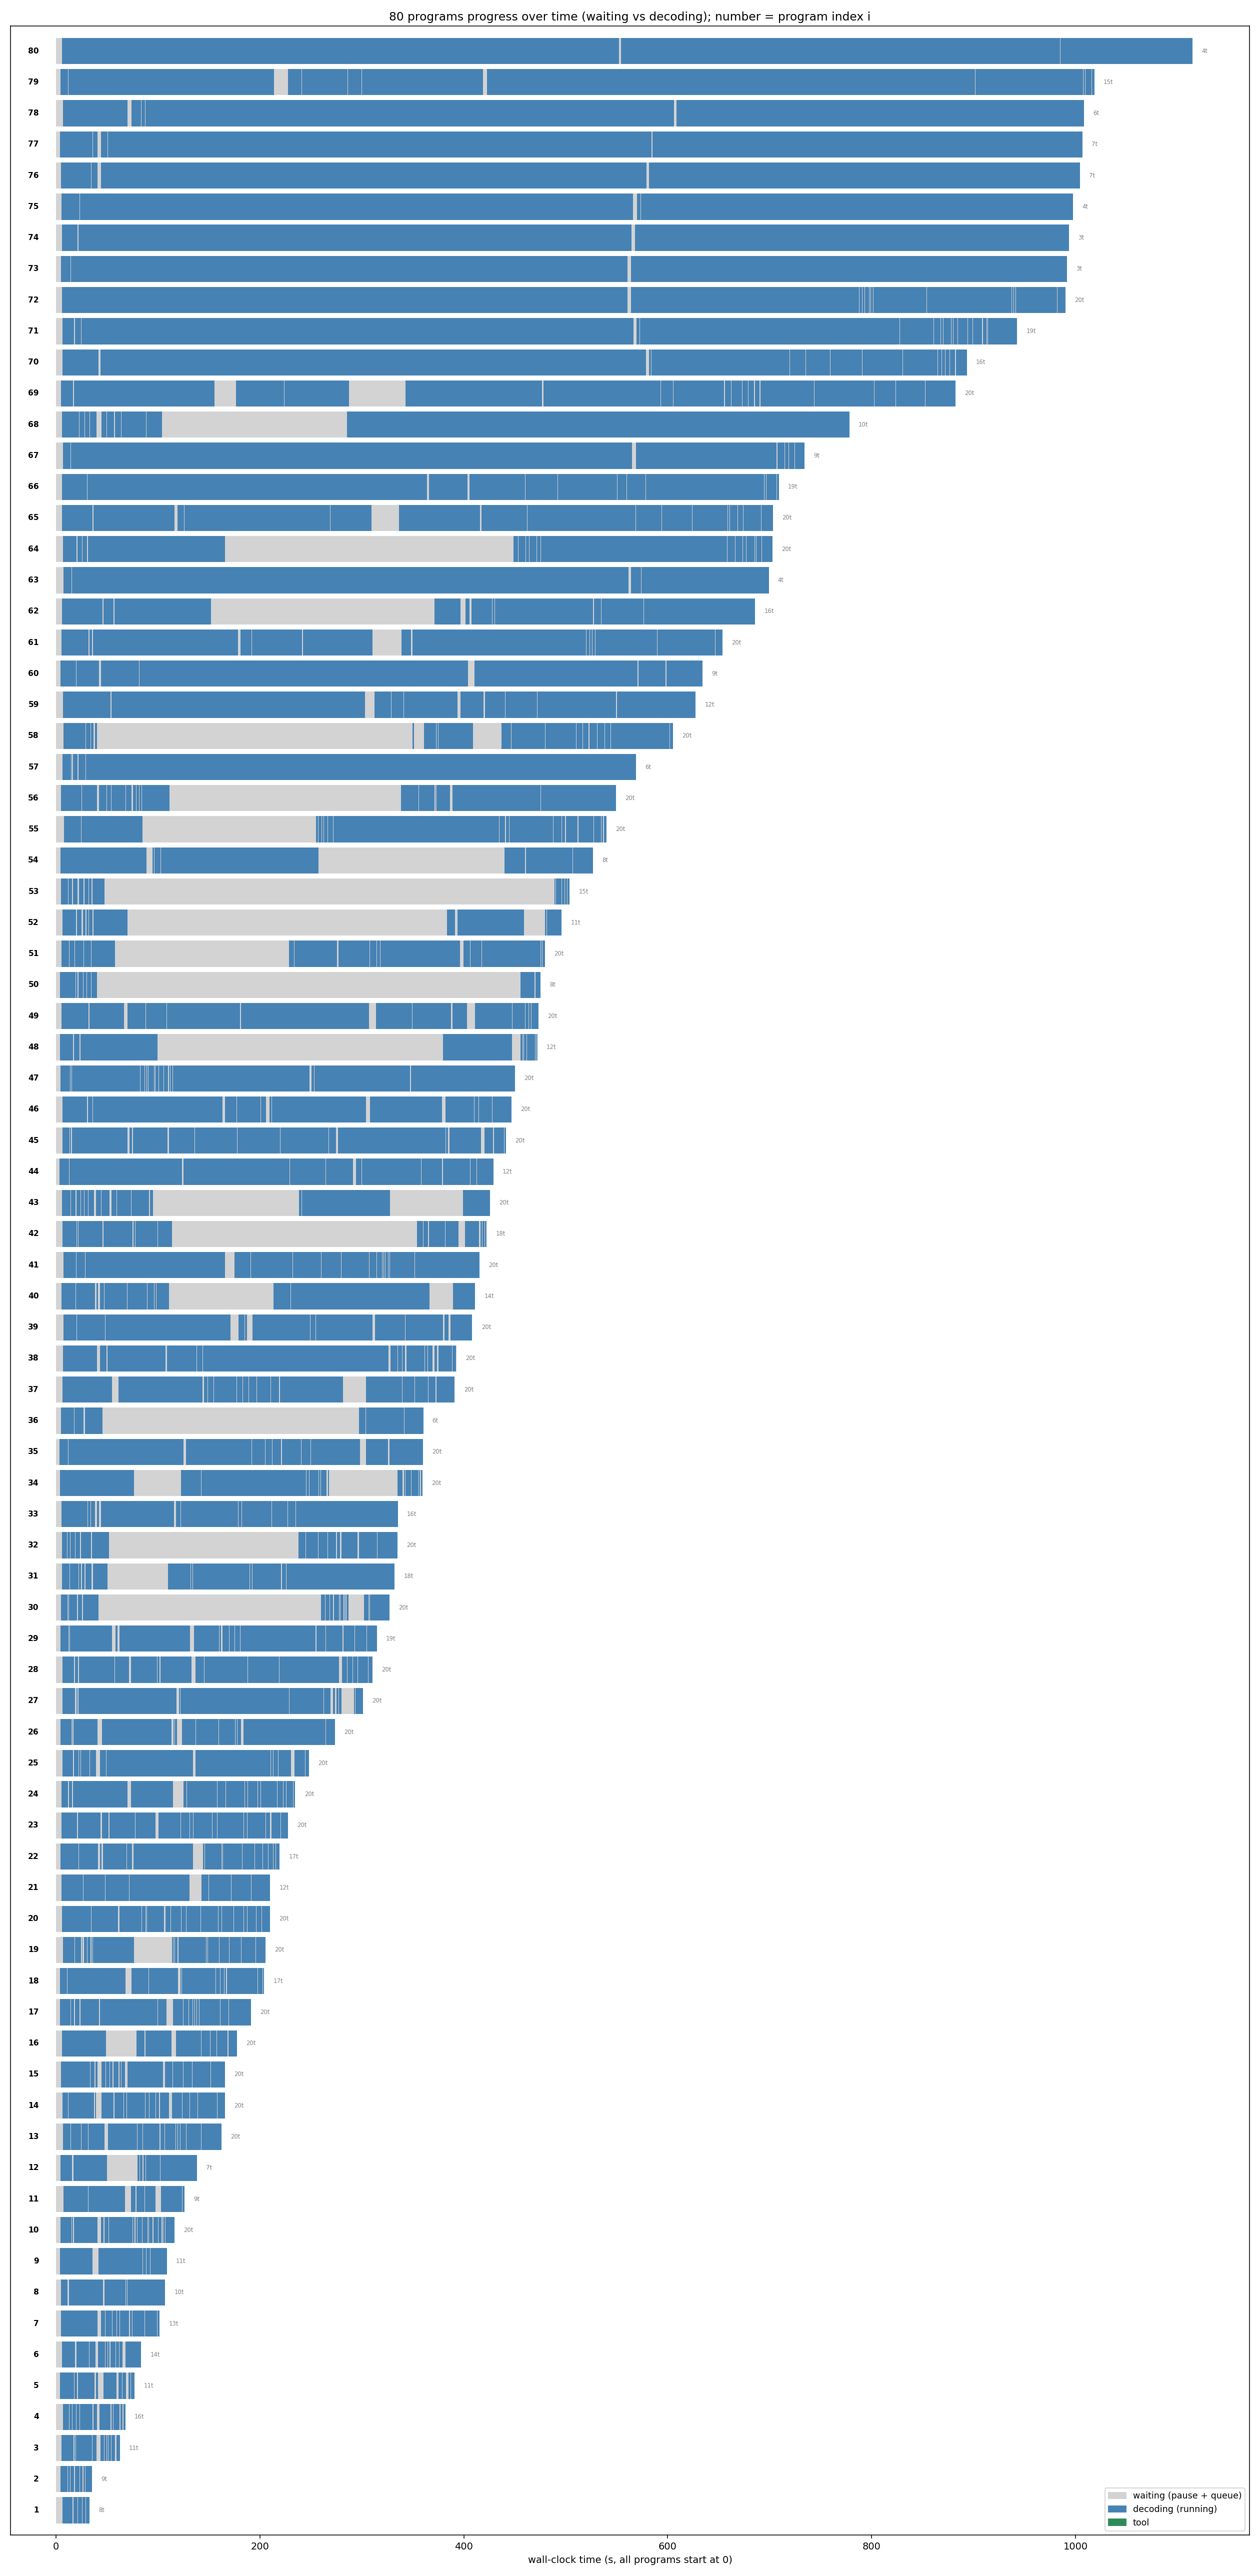 80 programs progress over time (waiting vs decoding); number = program index i
80 4t
79 15t
78 6t
77 7t
76 7t
75 4t
74 3t
73 3t
72 20t
71 19t
70 16t
69 20t
68 10t
67 9t
66 19t
65 20t
64 20t
63 4t
62 16t
61 20t
60 9t
59 12t
58 20t
57 6t
56 20t
55 20t
54 8t
53 15t
52 11t
51 20t
50 8t
49 20t
48 12t
47 20t
46 20t
45 20t
44 12t
43 20t
42 18t
41 20t
40 14t
39 20t
38 20t
37 20t
36 6t
35 20t
34 20t
33 16t
32 20t
31 18t
30 20t
29 19t
28 20t
27 20t
26 20t
25 20t
24 20t
23 20t
22 17t
21 12t
20 20t
19 20t
18 17t
17 20t
16 20t
15 20t
14 20t
13 20t
12 7t
11 9t
10 20t
9 11t
8 10t
7 13t
6 14t
5 11t
4 16t
3 11t
2 9t
1 8t
waiting (pause + queue)
decoding (running)
tool
0 200 400 600 800 1000
wall-clock time (s, all programs start at 0)